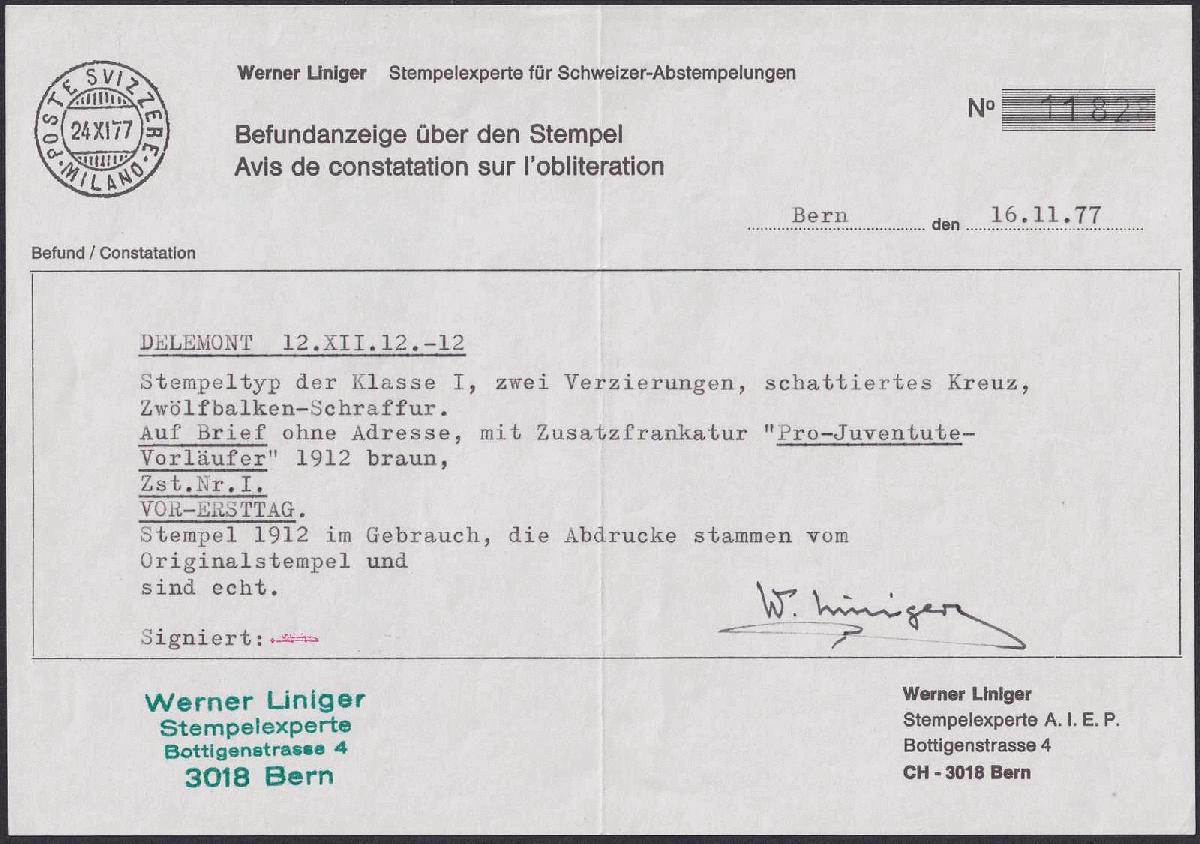 POSTE SVIZZERE
24 XI 77
MILANO
Werner Liniger Stempelexperte für Schweizer-Abstempelungen
Befundanzeige über den Stempel
Avis de constatation sur l'obliteration
Nº 11828
Bern den 16.11.77
Befund / Constatation
DELEMONT 12.XII.12.-12
Stempeltyp der Klasse I, zwei Verzierungen, schattiertes Kreuz,
Zwölfbalken-Schraffur.
Auf Brief ohne Adresse, mit Zusatzfrankatur "Pro-Juventute-
Vorläufer" 1912 braun,
Zst.Nr.I.
VOR-ERSTTAG.
Stempel 1912 im Gebrauch, die Abdrucke stammen vom
Originalstempel und
sind echt.
W. Liniger
Signiert:
Werner Liniger
Stempelexperte
Bottigenstrasse 4
3018 Bern
Werner Liniger
Stempelexperte A. I. E. P.
Bottigenstrasse 4
CH - 3018 Bern